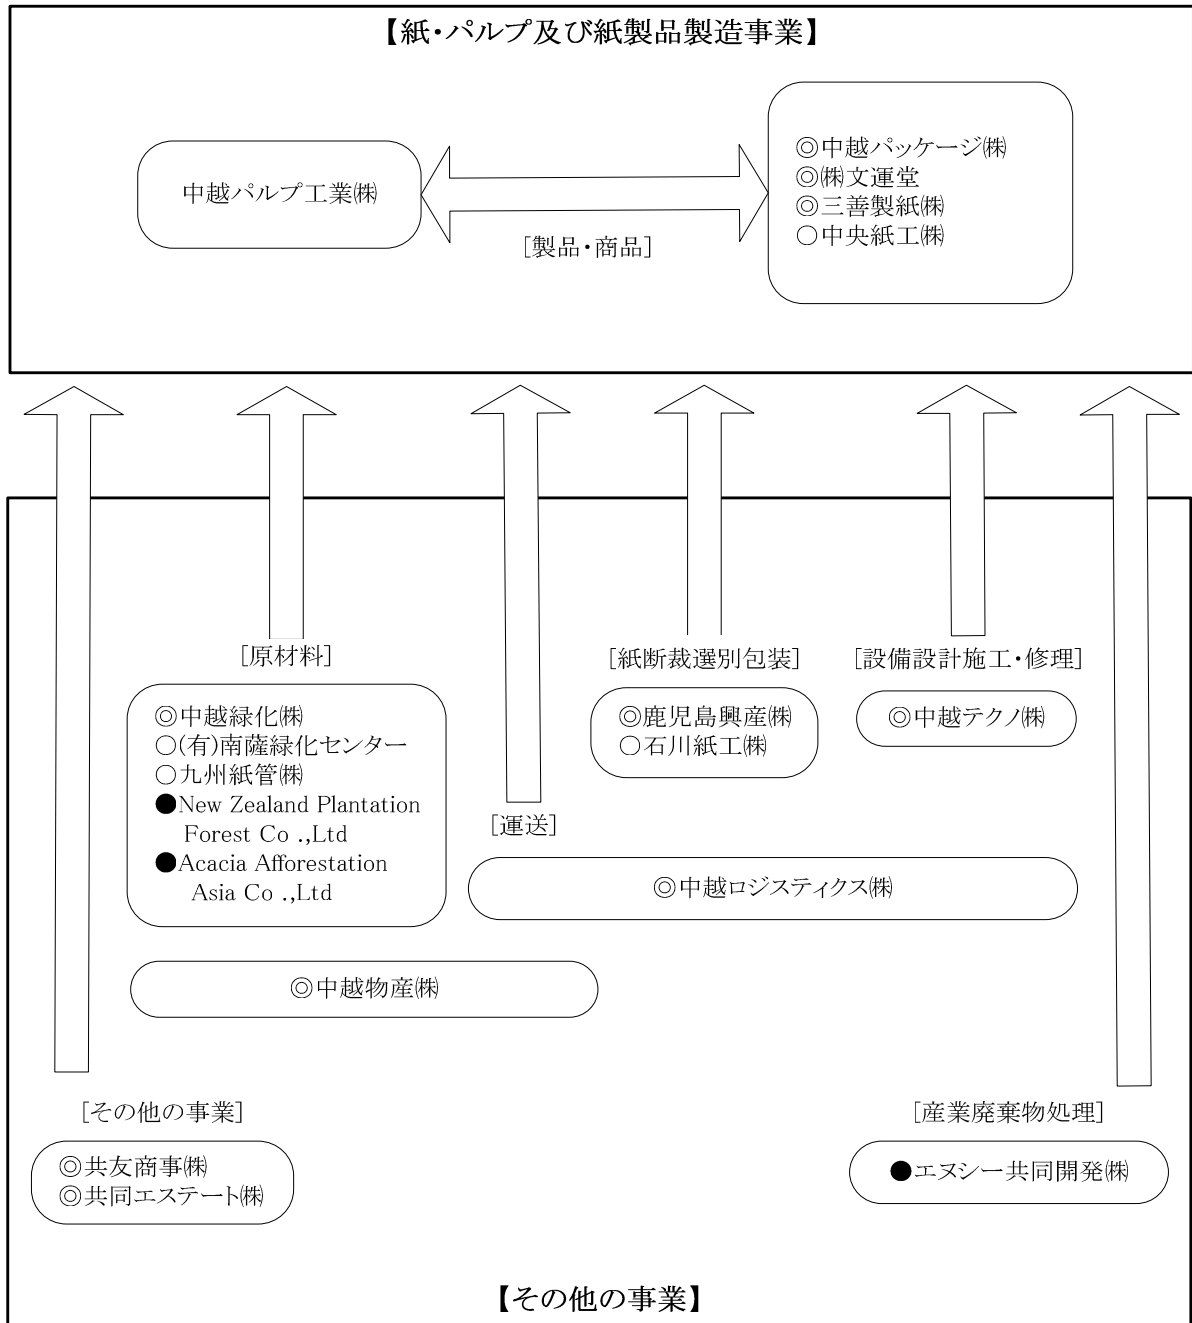 【紙・パルプ及び紙製品製造事業】
中越パルプ工業㈱
[製品・商品]
◎中越パッケージ㈱
◎㈱文運堂
◎三善製紙㈱
○中央紙工㈱
[原材料]
◎中越緑化㈱
○(有)南薩緑化センター
○九州紙管㈱
●New Zealand Plantation
Forest Co .,Ltd
●Acacia Afforestation
Asia Co .,Ltd
[紙断裁選別包装]
◎鹿児島興産㈱
○石川紙工㈱
[設備設計施工・修理]
◎中越テクノ㈱
[運送]
◎中越ロジスティクス㈱
◎中越物産㈱
[その他の事業]
◎共友商事㈱
◎共同エステート㈱
[産業廃棄物処理]
●エヌシー共同開発㈱
【その他の事業】